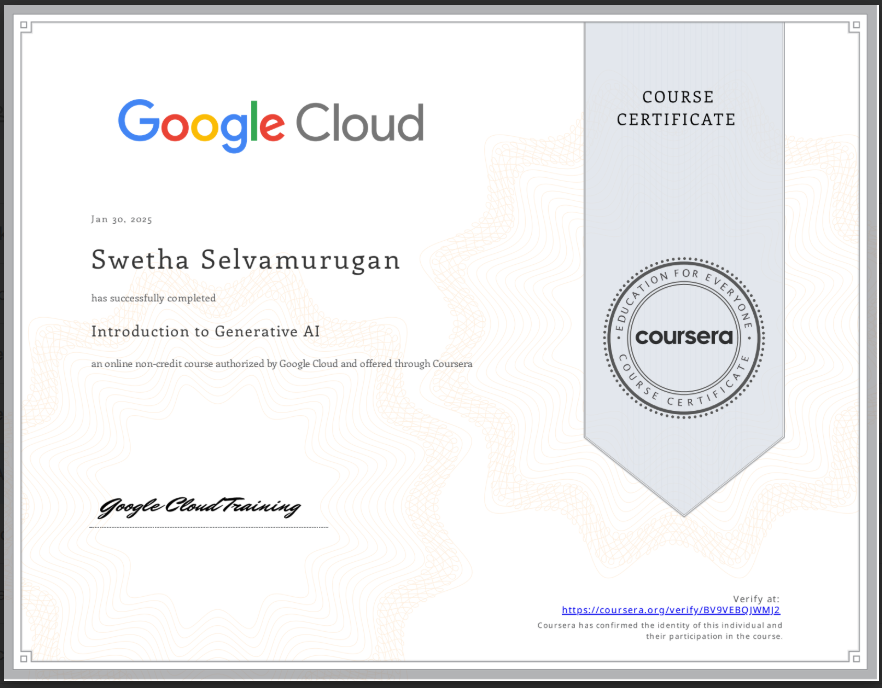 Google Cloud
COURSE
CERTIFICATE
Jan 30, 2025
Swetha Selvamurugan
has successfully completed
Introduction to Generative AI
an online non-credit course authorized by Google Cloud and offered through Coursera
EDUCATION FOR EVERYONE
coursera
COURSE CERTIFICATE
Google Cloud Training
Verify at:
https://coursera.org/verify/BV9VEBQJWMJ2
Coursera has confirmed the identity of this individual and
their participation in the course.